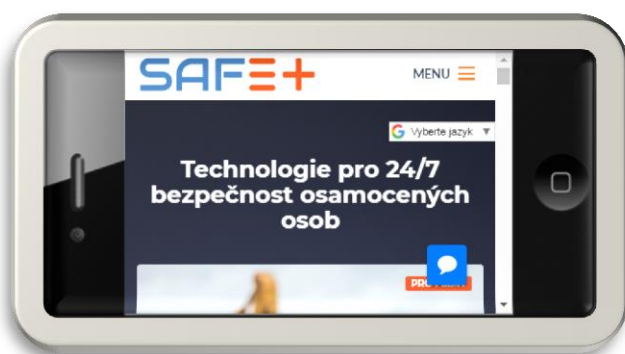 SAFE+
MENU
Vyberte jazyk
Technologie pro 24/7
bezpečnost osamocených
osob